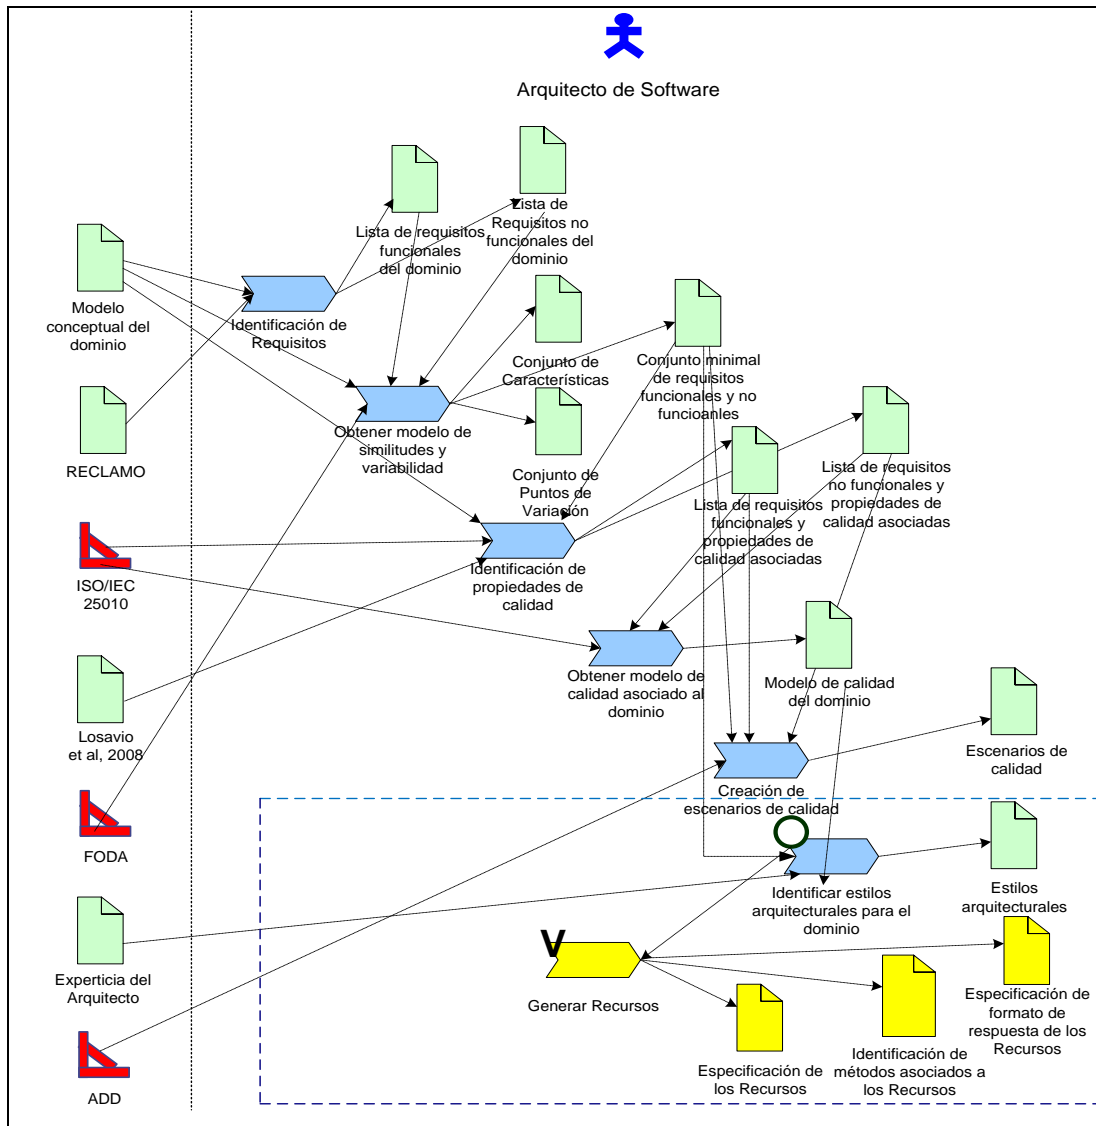 Arquitecto de Software
Lista de requisitos
funcionales
del dominio
Lista de
Requisitos no
funcionales del
dominio
Modelo
conceptual del
dominio
Identificación de
Requisitos
Conjunto de
Características
Conjunto minimal
de requisitos
funcionales y no
funcioanles
RECLAMO
Obtener modelo de
similitudes y
variabilidad
Conjunto de
Puntos de
Variación
Lista de requisitos
funcionales y
propiedades de
calidad asociadas
Lista de requisitos
no funcionales y
propiedades de
calidad asociadas
ISO/IEC
25010
Identificación de
propiedades de
calidad
Obtener modelo de
calidad asociado al
dominio
Modelo de calidad
del dominio
Losavio
et al, 2008
Escenarios de
calidad
Creación de
escenarios de calidad
FODA
Identificar estilos
arquitecturales para el
dominio
Estilos
arquitecturales
Experticia del
Arquitecto
V
Generar Recursos
Especificación de
los Recursos
Identificación de
métodos asociados a
los Recursos
Especificación de
formato de
respuesta de los
Recursos
ADD